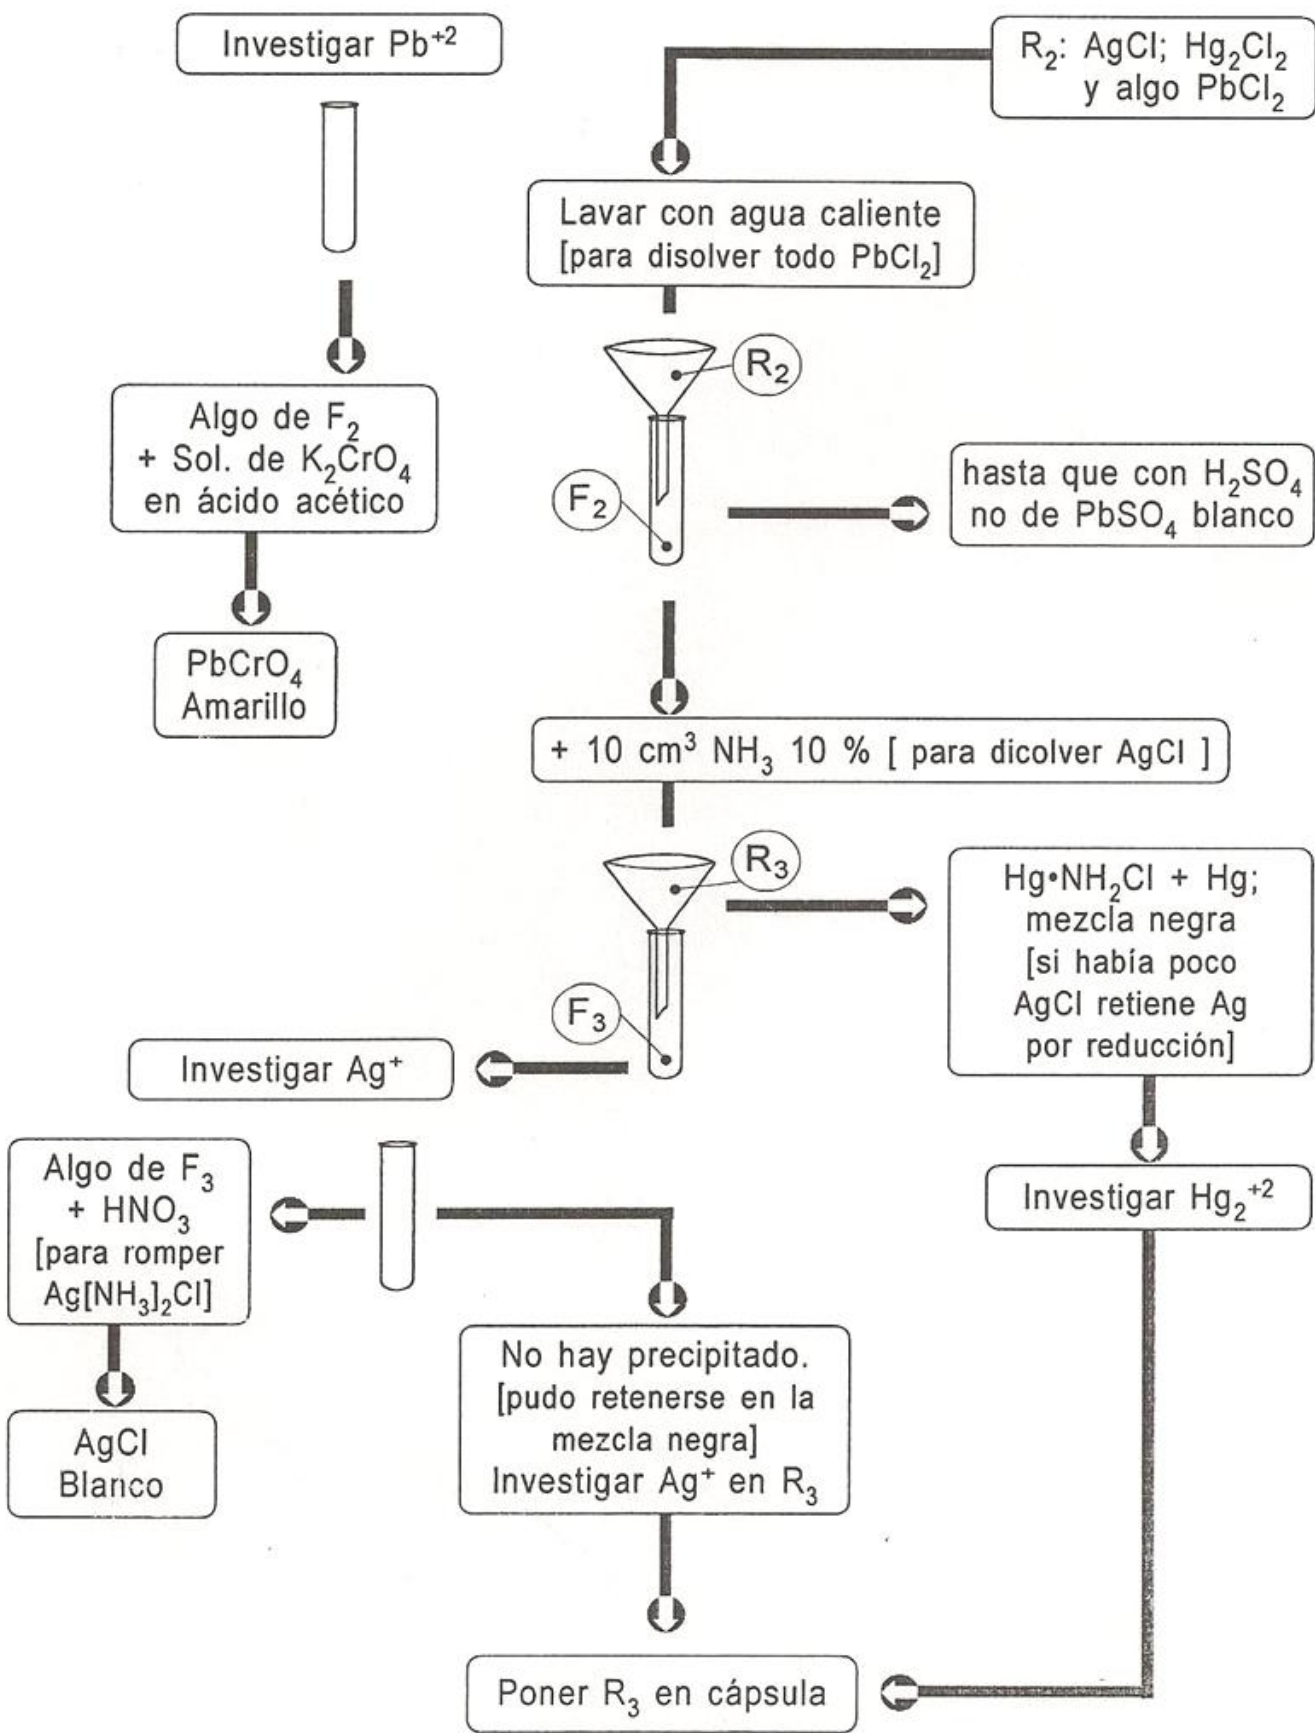 Investigar Pb⁺²
R₂: AgCl; Hg₂Cl₂
y algo PbCl₂
Lavar con agua caliente
[para disolver todo PbCl₂]
R₂
Algo de F₂
+ Sol. de K₂CrO₄
en ácido acético
F₂
hasta que con H₂SO₄
no de PbSO₄ blanco
PbCrO₄
Amarillo
+ 10 cm³ NH₃ 10 % [ para dicolver AgCl ]
R₃
Hg•NH₂Cl + Hg;
mezcla negra
[si había poco
AgCl retiene Ag
por reducción]
F₃
Investigar Ag⁺
Algo de F₃
+ HNO₃
[para romper
Ag[NH₃]₂Cl]
Investigar Hg₂⁺²
No hay precipitado.
[pudo retenerse en la
mezcla negra]
Investigar Ag⁺ en R₃
AgCl
Blanco
Poner R₃ en cápsula